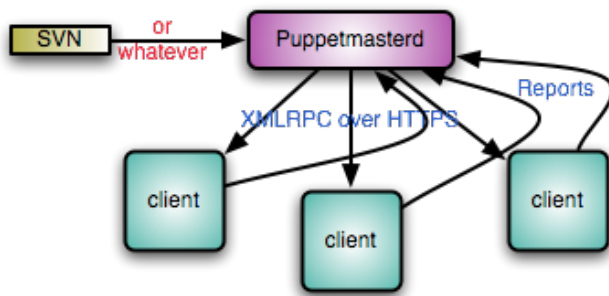 SVN
or
whatever
Puppetmasterd
XMLRPC over HTTPS
Reports
client
client
client